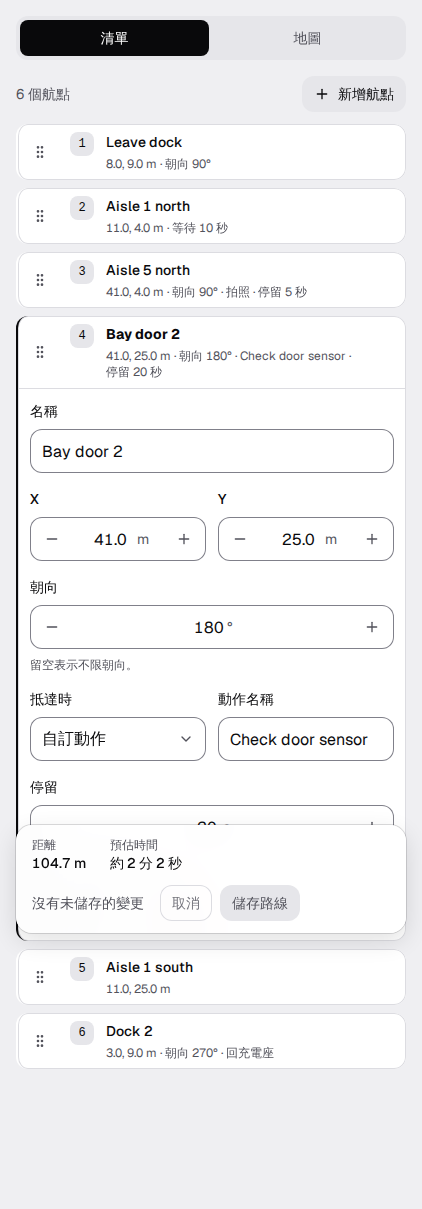 清單
地圖
6 個航點
新增航點
1
Leave dock
8.0, 9.0 m · 朝向 90°
2
Aisle 1 north
11.0, 4.0 m · 等待 10 秒
3
Aisle 5 north
41.0, 4.0 m · 朝向 90° · 拍照 · 停留 5 秒
4
Bay door 2
41.0, 25.0 m · 朝向 180° · Check door sensor ·
停留 20 秒
名稱
Bay door 2
X
Y
41.0 m
25.0 m
朝向
180 °
留空表示不限朝向。
抵達時
動作名稱
自訂動作
Check door sensor
停留
距離
預估時間
104.7 m
約 2 分 2 秒
沒有未儲存的變更
取消
儲存路線
5
Aisle 1 south
11.0, 25.0 m
6
Dock 2
3.0, 9.0 m · 朝向 270° · 回充電座